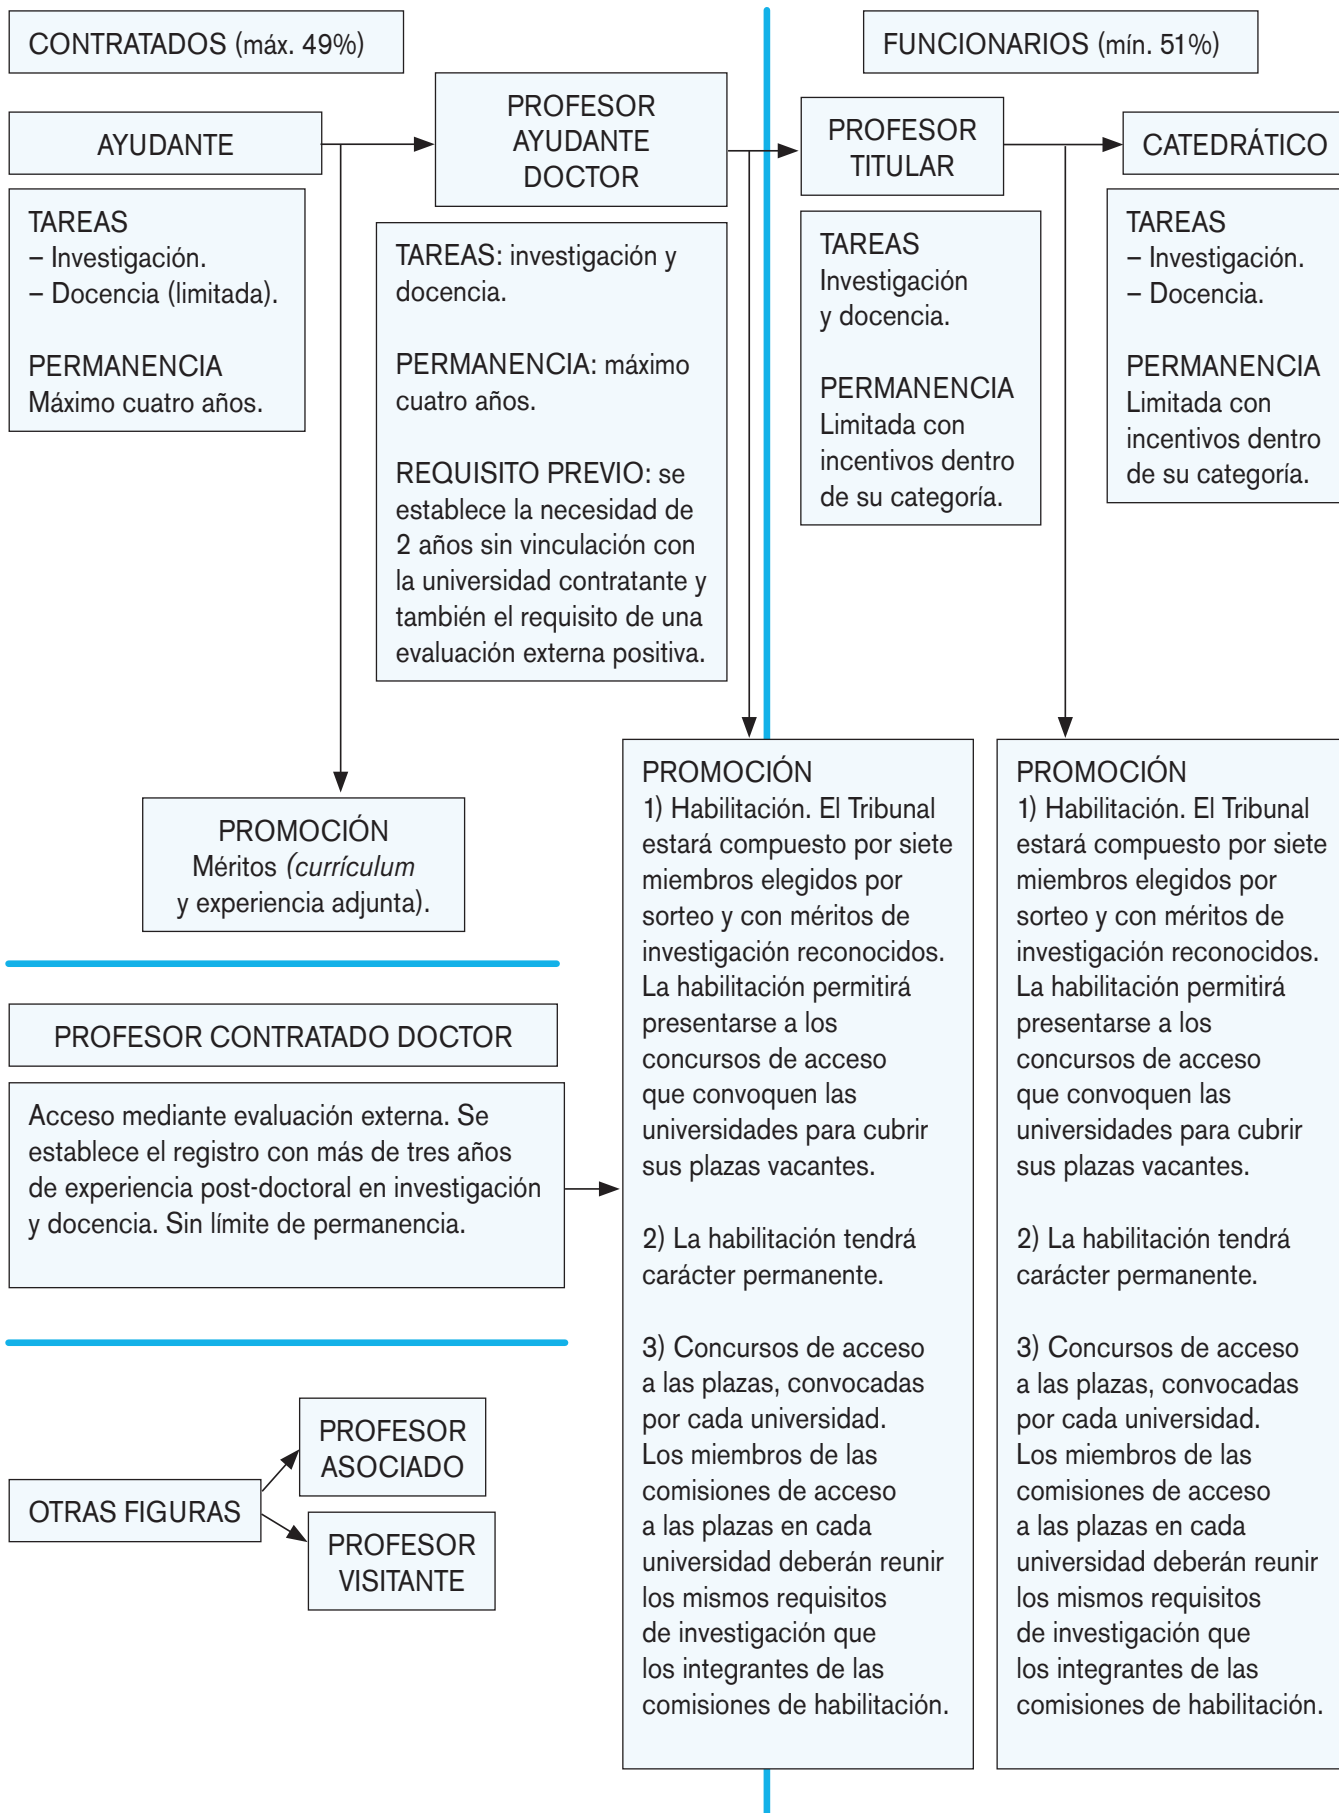 CONTRATADOS (máx. 49%)
FUNCIONARIOS (mín. 51%)
AYUDANTE
PROFESOR
AYUDANTE
DOCTOR
PROFESOR
TITULAR
CATEDRÁTICO
TAREAS
– Investigación.
– Docencia (limitada).
PERMANENCIA
Máximo cuatro años.
TAREAS: investigación y
docencia.
PERMANENCIA: máximo
cuatro años.
REQUISITO PREVIO: se
establece la necesidad de
2 años sin vinculación con
la universidad contratante y
también el requisito de una
evaluación externa positiva.
TAREAS
Investigación
y docencia.
PERMANENCIA
Limitada con
incentivos dentro
de su categoría.
TAREAS
– Investigación.
– Docencia.
PERMANENCIA
Limitada con
incentivos dentro
de su categoría.
PROMOCIÓN
Méritos (currículum
y experiencia adjunta).
PROFESOR CONTRATADO DOCTOR
Acceso mediante evaluación externa. Se
establece el registro con más de tres años
de experiencia post-doctoral en investigación
y docencia. Sin límite de permanencia.
OTRAS FIGURAS
PROFESOR
ASOCIADO
PROFESOR
VISITANTE
PROMOCIÓN
1) Habilitación. El Tribunal
estará compuesto por siete
miembros elegidos por
sorteo y con méritos de
investigación reconocidos.
La habilitación permitirá
presentarse a los
concursos de acceso
que convoquen las
universidades para cubrir
sus plazas vacantes.
2) La habilitación tendrá
carácter permanente.
3) Concursos de acceso
a las plazas, convocadas
por cada universidad.
Los miembros de las
comisiones de acceso
a las plazas en cada
universidad deberán reunir
los mismos requisitos
de investigación que
los integrantes de las
comisiones de habilitación.
PROMOCIÓN
1) Habilitación. El Tribunal
estará compuesto por siete
miembros elegidos por
sorteo y con méritos de
investigación reconocidos.
La habilitación permitirá
presentarse a los
concursos de acceso
que convoquen las
universidades para cubrir
sus plazas vacantes.
2) La habilitación tendrá
carácter permanente.
3) Concursos de acceso
a las plazas, convocadas
por cada universidad.
Los miembros de las
comisiones de acceso
a las plazas en cada
universidad deberán reunir
los mismos requisitos
de investigación que
los integrantes de las
comisiones de habilitación.